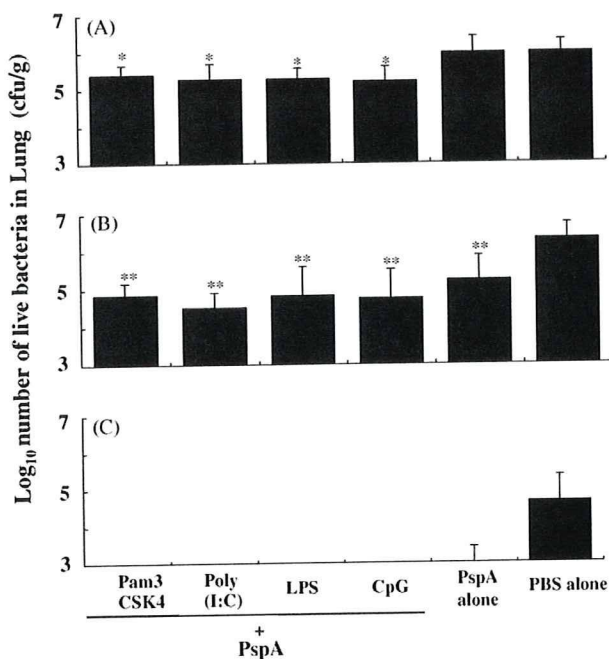 Log10 number of live bacteria in Lung (cfu/g)
(A)
7
5
3
* * * *
(B)
7
5
3
** ** ** ** **
(C)
7
5
3
Pam3 CSK4
Poly (I:C)
LPS
CpG
PspA alone
PBS alone
+
PspA